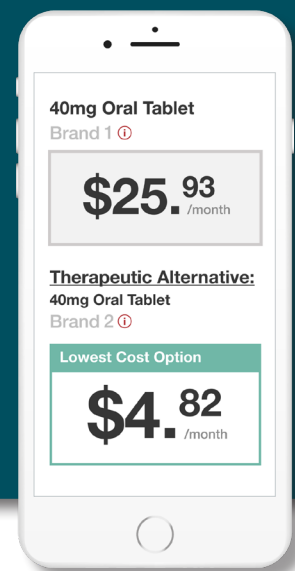 40mg Oral Tablet
Brand 1
$25.93
/month
Therapeutic Alternative:
40mg Oral Tablet
Brand 2
Lowest Cost Option
$4.82
/month